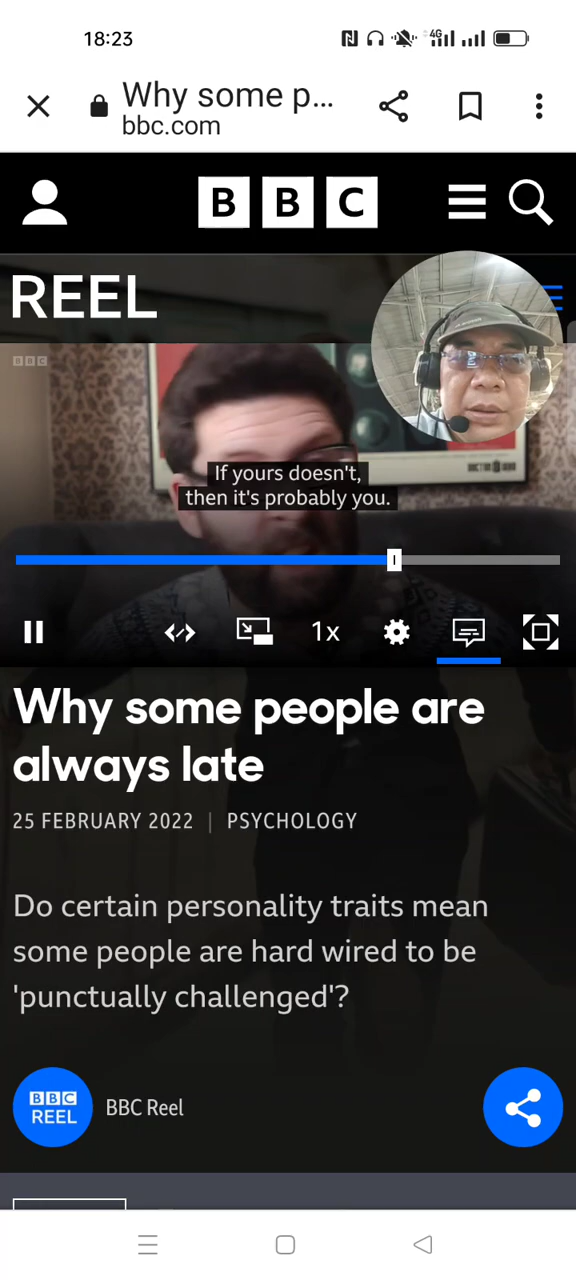 18:23
4G
Why some p...
bbc.com
BBC
REEL
BBC
If yours doesn't,
then it's probably you.
1x
Why some people are
always late
25 FEBRUARY 2022 | PSYCHOLOGY
Do certain personality traits mean
some people are hard wired to be
'punctually challenged'?
BBC
REEL
BBC Reel